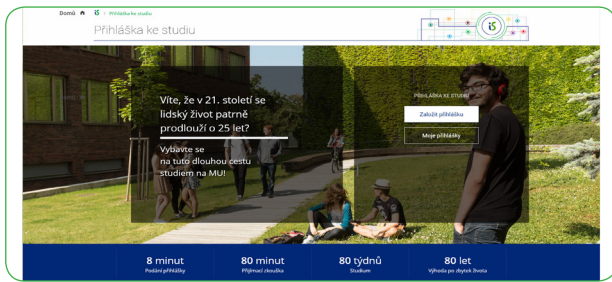 Domů iS > Přihláška ke studiu
Přihláška ke studiu
iS
Víte, že v 21. století se
lidský život patrně
prodlouží o 25 let?
Vybavte se
na tuto dlouhou cestu
studiem na MU!
PŘIHLÁŠKA KE STUDIU
Založit přihlášku
Moje přihlášky
8 minut
Podání přihlášky
80 minut
Přijímací zkouška
80 týdnů
Studium
80 let
Výhoda po zbytek života